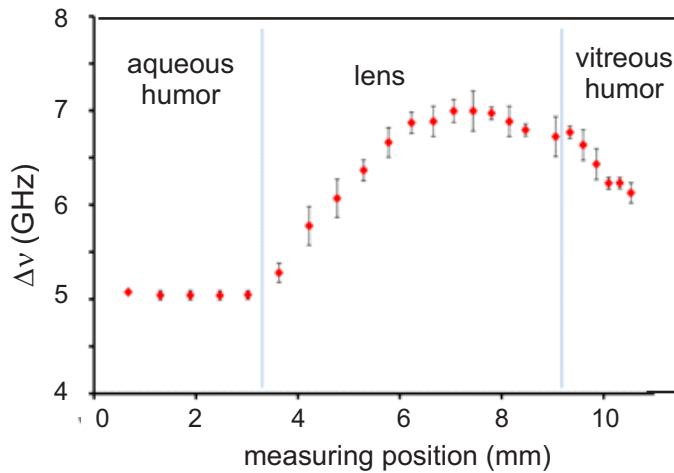 8
aqueous
humor
lens
vitreous
humor
7
6
5
4
Δν (GHz)
0 2 4 6 8 10
measuring position (mm)